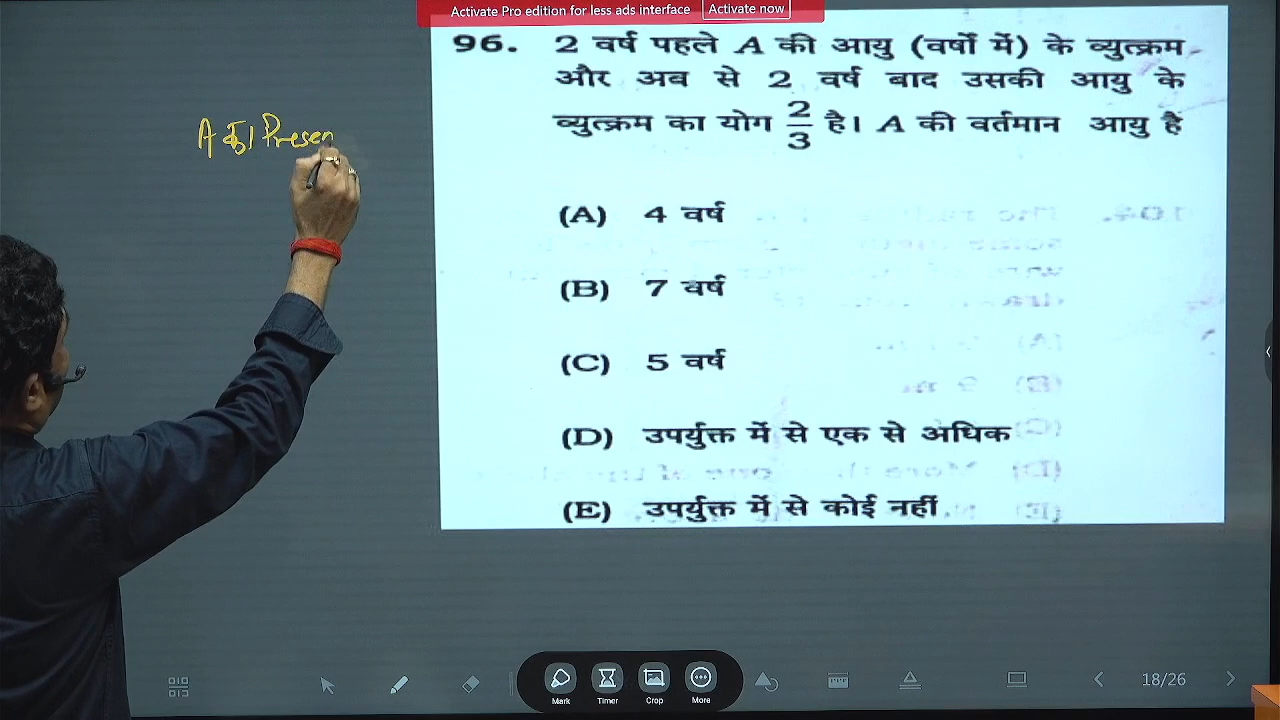 Activate Pro edition for less ads interface Activate now
96. 2 वर्ष पहले A की आयु (वर्षों में) के व्युत्क्रम
और अब से 2 वर्ष बाद उसकी आयु के
व्युत्क्रम का योग 2/3 है। A की वर्तमान आयु है
A का Presen
(A) 4 वर्ष
(B) 7 वर्ष
(C) 5 वर्ष
(D) उपर्युक्त में से एक से अधिक
(E) उपर्युक्त में से कोई नहीं
Mark Timer Crop More
18/26